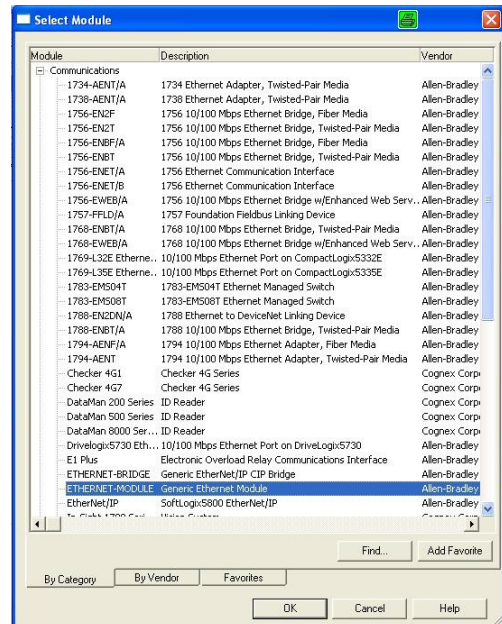 Select Module
Module Description Vendor
Communications
1734-AENT/A 1734 Ethernet Adapter, Twisted-Pair Media Allen-Bradley
1738-AENT/A 1738 Ethernet Adapter, Twisted-Pair Media Allen-Bradley
1756-EN2F 1756 10/100 Mbps Ethernet Bridge, Fiber Media Allen-Bradley
1756-EN2T 1756 10/100 Mbps Ethernet Bridge, Twisted-Pair Media Allen-Bradley
1756-ENBF/A 1756 10/100 Mbps Ethernet Bridge, Fiber Media Allen-Bradley
1756-ENBT 1756 10/100 Mbps Ethernet Bridge, Twisted-Pair Media Allen-Bradley
1756-ENET/A 1756 Ethernet Communication Interface Allen-Bradley
1756-ENET/B 1756 Ethernet Communication Interface Allen-Bradley
1756-EWEB/A 1756 10/100 Mbps Ethernet Bridge w/Enhanced Web Serv.. Allen-Bradley
1757-FFLD/A 1757 Foundation Fieldbus Linking Device Allen-Bradley
1768-ENBT/A 1768 10/100 Mbps Ethernet Bridge, Twisted-Pair Media Allen-Bradley
1768-EWEB/A 1768 10/100 Mbps Ethernet Bridge w/Enhanced Web Serv.. Allen-Bradley
1769-L32E Etherne... 10/100 Mbps Ethernet Port on CompactLogix5332E Allen-Bradley
1769-L35E Etherne... 10/100 Mbps Ethernet Port on CompactLogix5335E Allen-Bradley
1783-EMS04T 1783-EMS04T Ethernet Managed Switch Allen-Bradley
1783-EMS08T 1783-EMS08T Ethernet Managed Switch Allen-Bradley
1788-EN2DN/A 1788 Ethernet to DeviceNet Linking Device Allen-Bradley
1788-ENBT/A 1788 10/100 Mbps Ethernet Bridge, Twisted-Pair Media Allen-Bradley
1794-AENF/A 1794 10/100 Mbps Ethernet Adapter, Fiber Media Allen-Bradley
1794-AENT 1794 10/100 Mbps Ethernet Adapter, Twisted-Pair Media Allen-Bradley
Checker 4G1 Checker 4G Series Cognex Corp
Checker 4G7 Checker 4G Series Cognex Corp
DataMan 200 Series ID Reader Cognex Corp
DataMan 500 Series ID Reader Cognex Corp
DataMan 8000 Ser... ID Reader Cognex Corp
Drivelogix5730 Eth... 10/100 Mbps Ethernet Port on DriveLogix5730 Allen-Bradley
E1 Plus Electronic Overload Relay Communications Interface Allen-Bradley
ETHERNET-BRIDGE Generic EtherNet/IP CIP Bridge Allen-Bradley
ETHERNET-MODULE Generic Ethernet Module Allen-Bradley
EtherNet/IP SoftLogix5800 EtherNet/IP Allen-Bradley
Find... Add Favorite
By Category By Vendor Favorites
OK Cancel Help